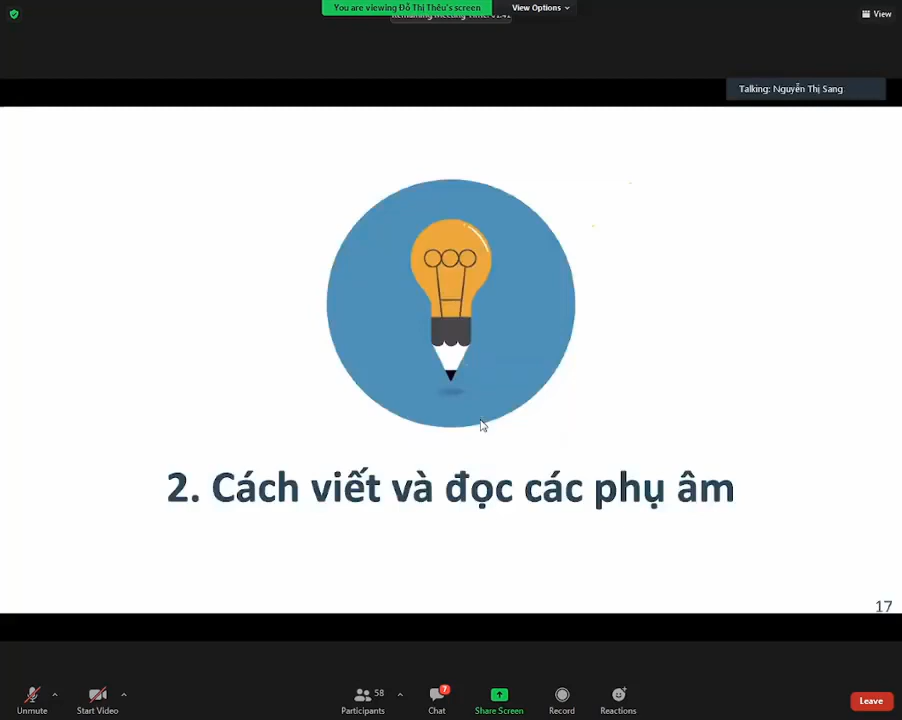 You are viewing Đỗ Thị Thêu's screen
View Options
View
Talking: Nguyễn Thị Sang
2. Cách viết và đọc các phụ âm
17
Unmute
Start Video
58
Participants
7
Chat
Share Screen
Record
Reactions
Leave